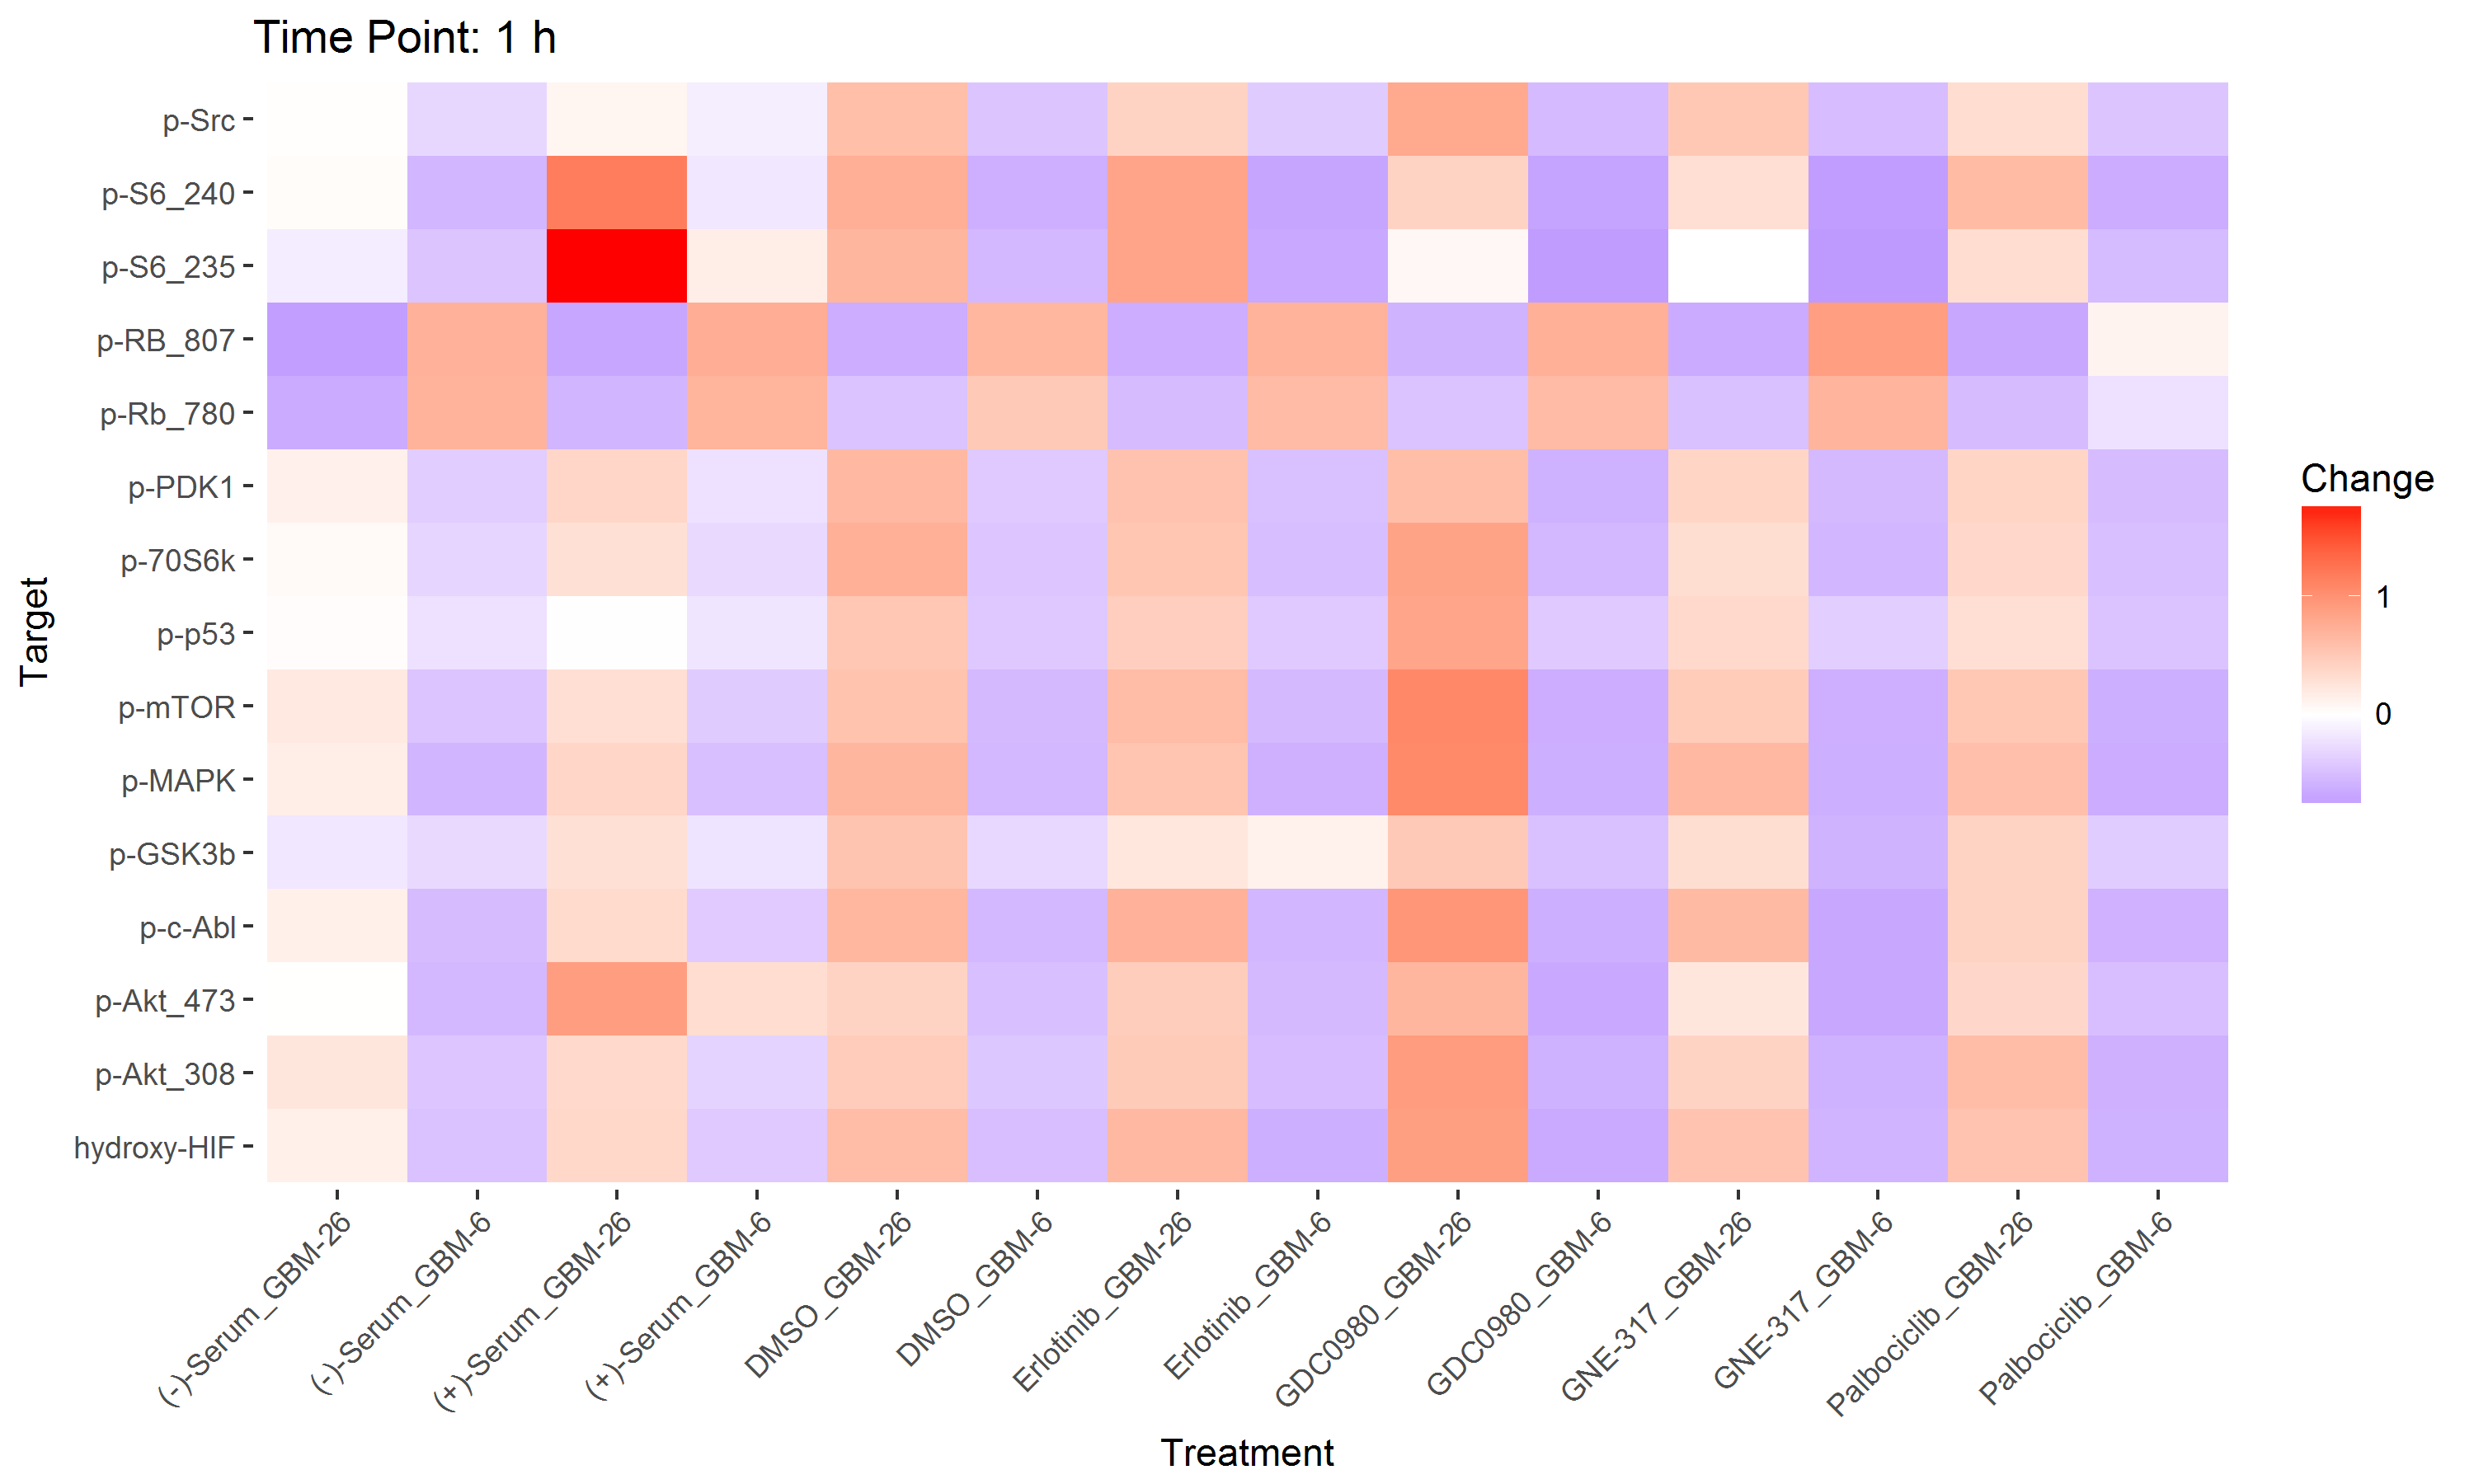 Time Point: 1 h
p-Src
p-S6_240
p-S6_235
p-RB_807
p-Rb_780
p-PDK1
p-70S6k
p-p53
p-mTOR
p-MAPK
p-GSK3b
p-c-Abl
p-Akt_473
p-Akt_308
hydroxy-HIF
Target
(-)-Serum_GBM-26
(-)-Serum_GBM-6
(+)-Serum_GBM-26
(+)-Serum_GBM-6
DMSO_GBM-26
DMSO_GBM-6
Erlotinib_GBM-26
Erlotinib_GBM-6
GDC0980_GBM-26
GDC0980_GBM-6
GNE-317_GBM-26
GNE-317_GBM-6
Palbociclib_GBM-26
Palbociclib_GBM-6
Treatment
Change
1
0